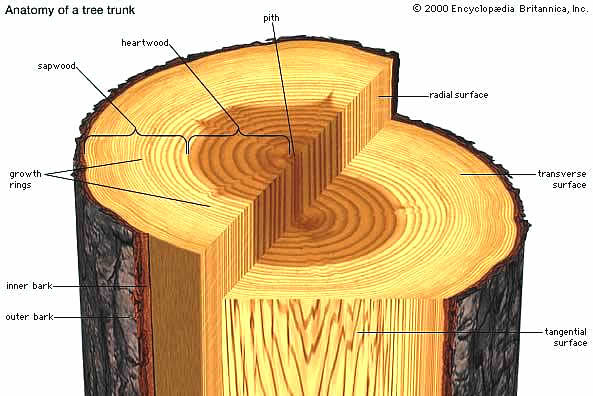 Anatomy of a tree trunk
© 2000 Encyclopædia Britannica, Inc.
pith
heartwood
sapwood
radial surface
growth
rings
transverse
surface
inner bark
outer bark
tangential
surface